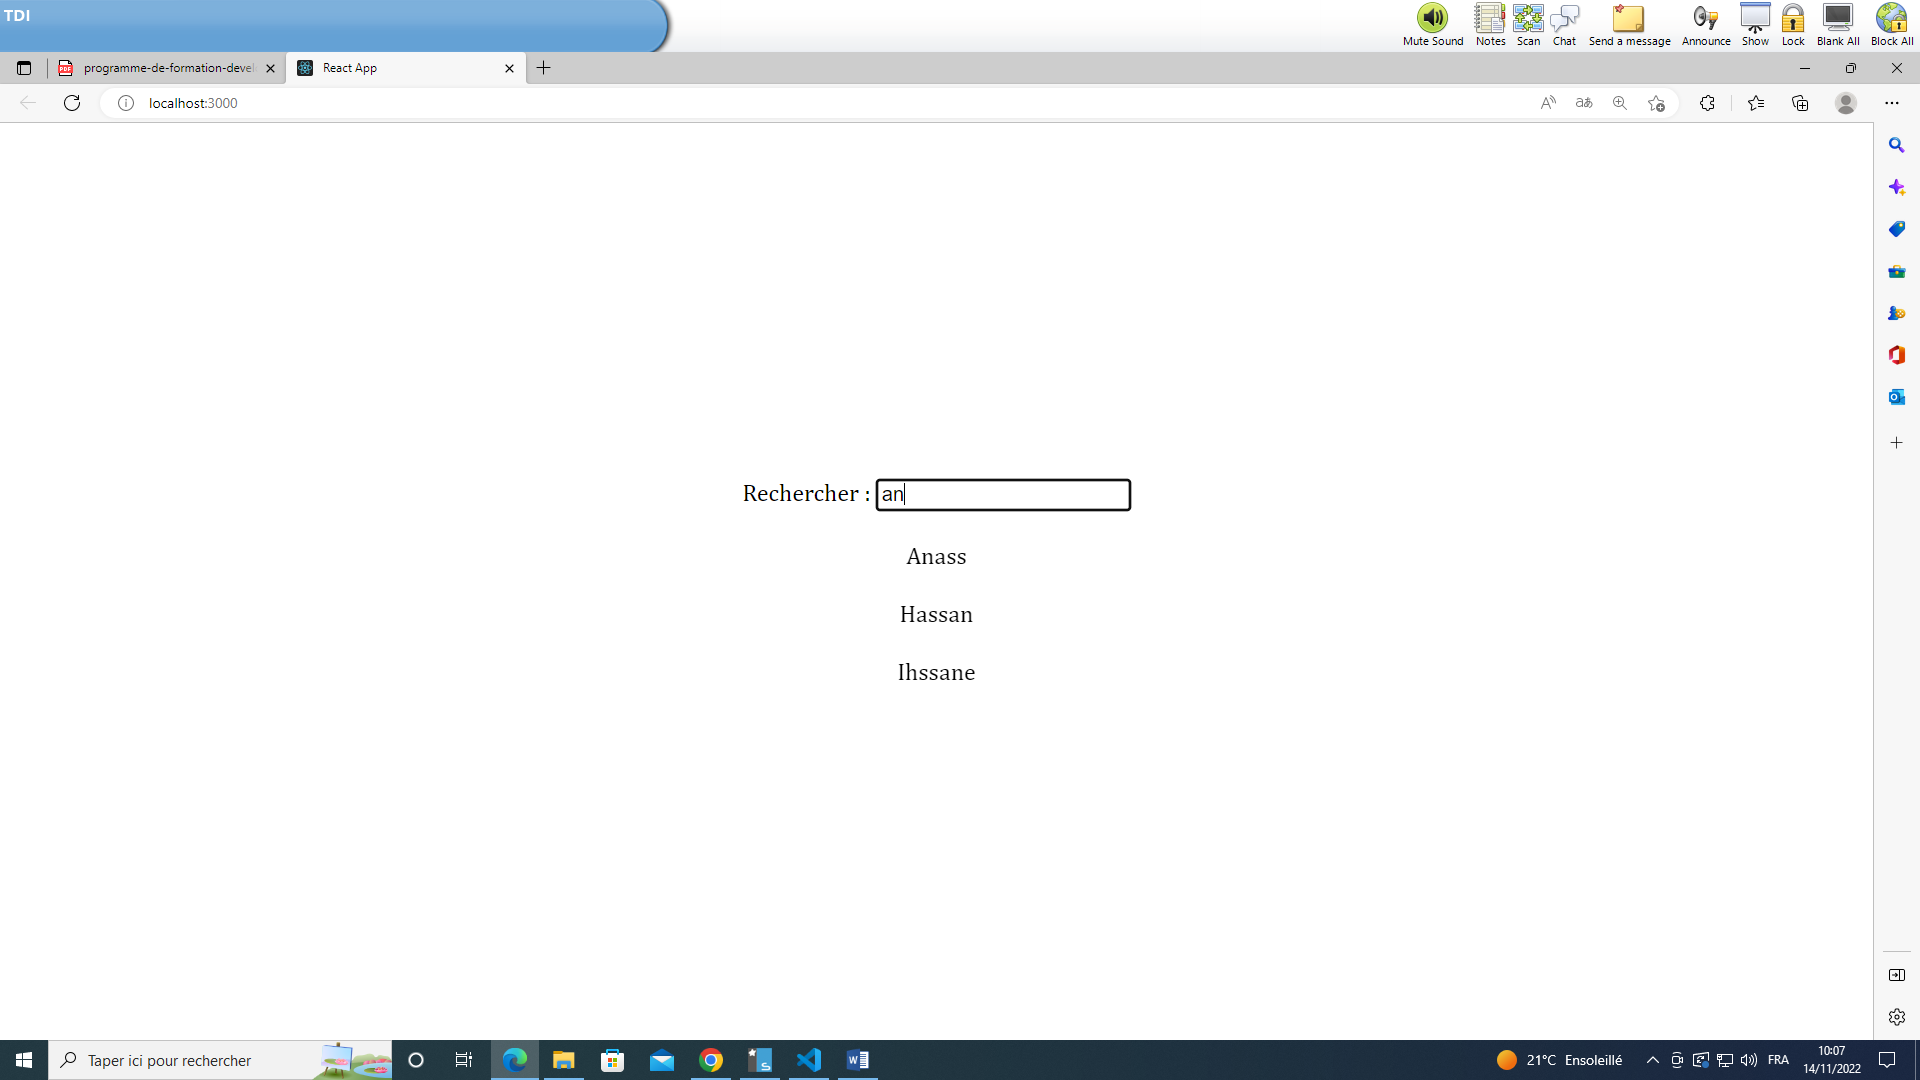 TDI
Mute Sound
Notes
Scan
Chat
Send a message
Announce
Show
Lock
Blank All
Block All
programme-de-formation-devel
React App
localhost:3000
Rechercher : an
Anass
Hassan
Ihssane
Taper ici pour rechercher
21°C Ensoleillé
FRA
10:07
14/11/2022